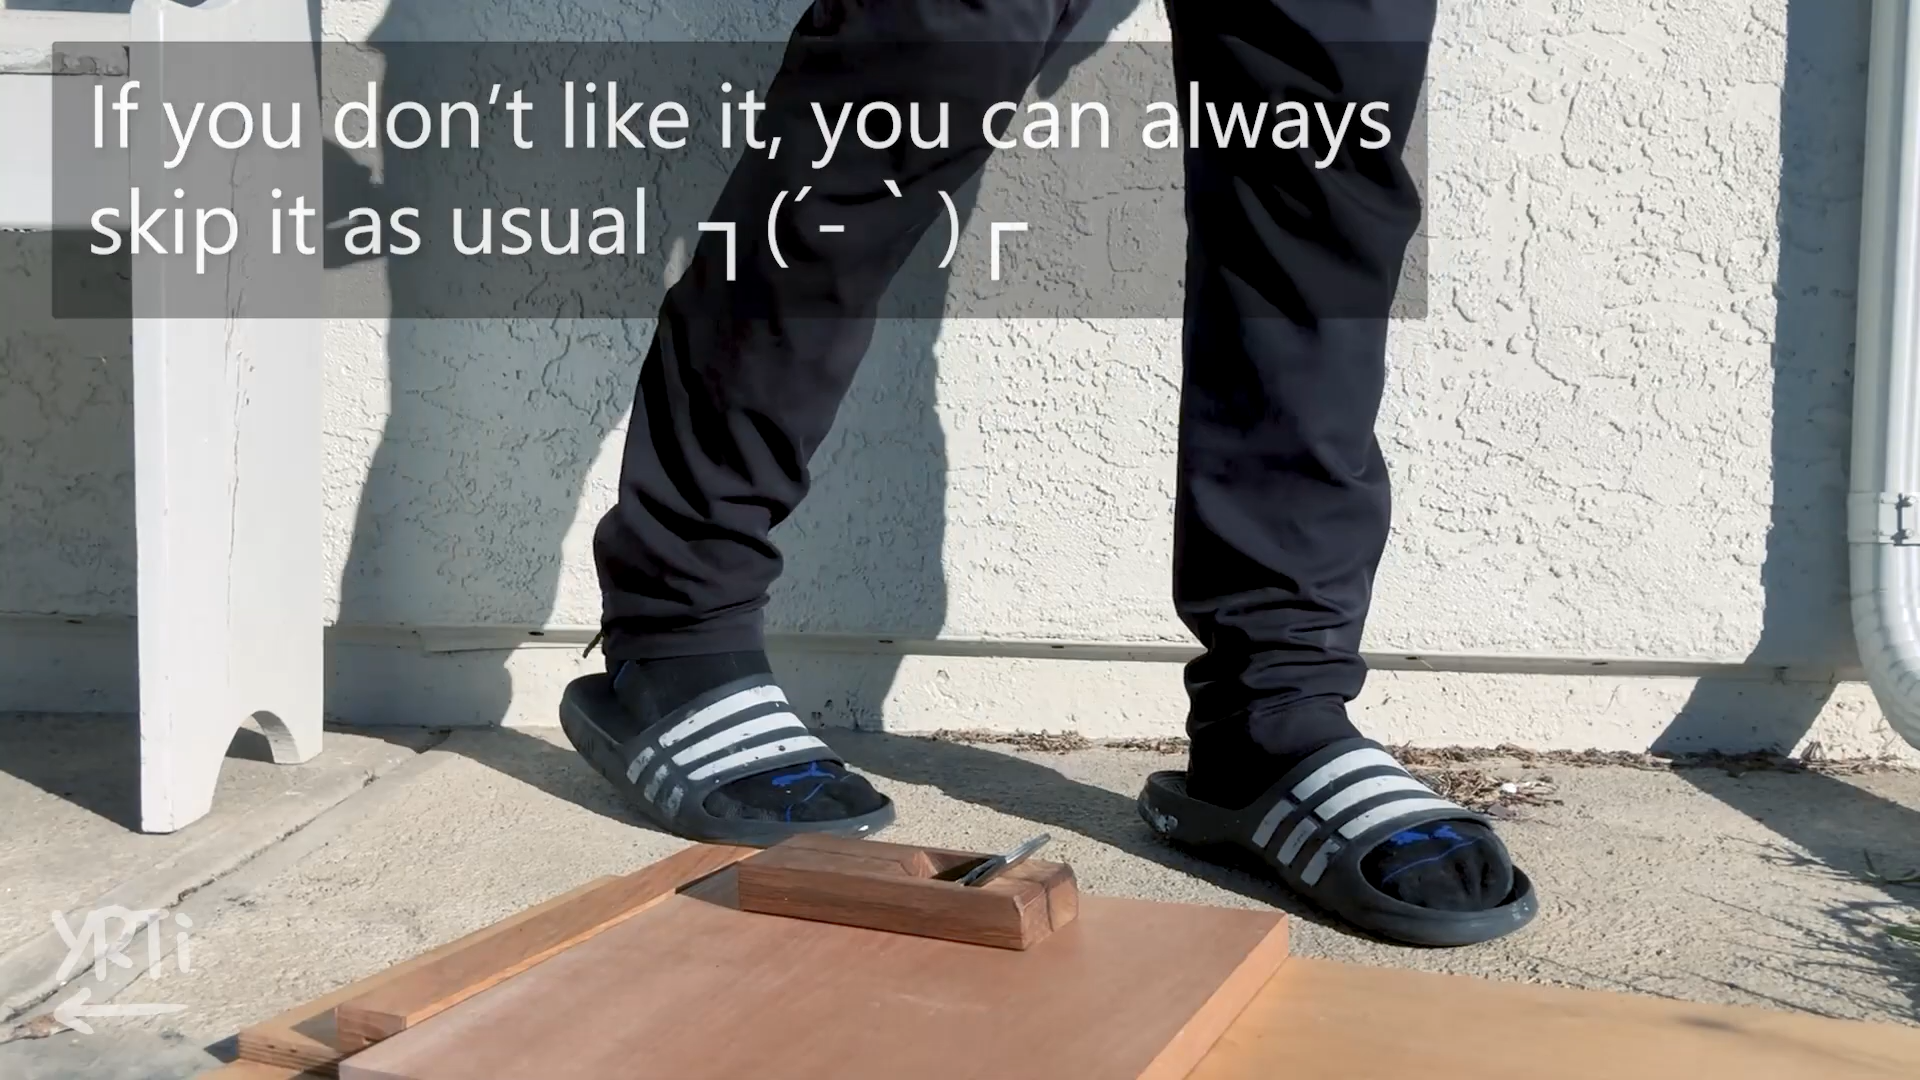 If you don’t like it, you can always
skip it as usual ┐(´-｀)┌
YRTi